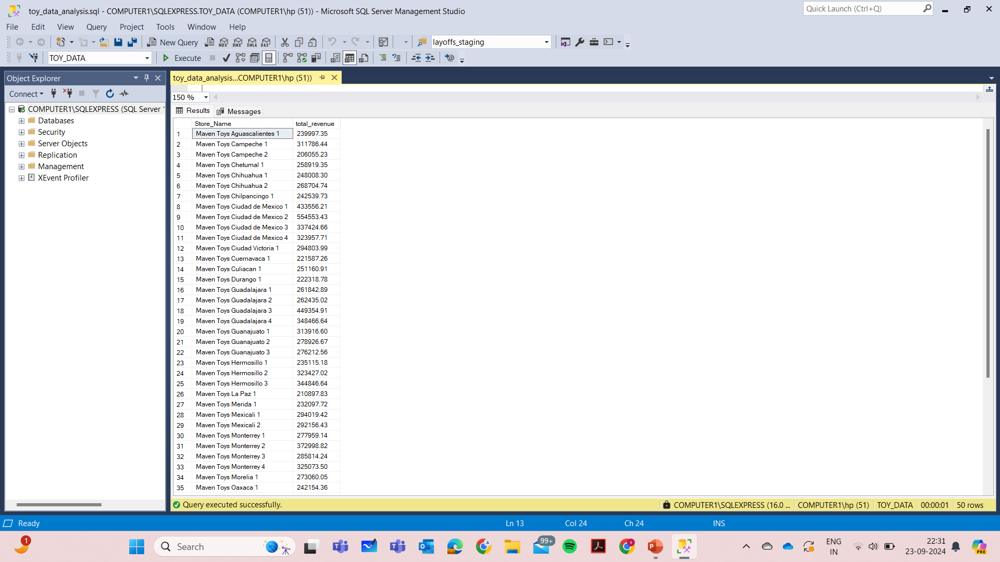 toy_data_analysis.sql - COMPUTER1\SQLEXPRESS.TOY_DATA (COMPUTER1\hp (51)) - Microsoft SQL Server Management Studio
Quick Launch (Ctrl+Q)
File Edit View Query Project Tools Window Help
New Query MDX DMX XMLA DAX layoffs_staging
TOY_DATA Execute
Object Explorer
toy_data_analysis...COMPUTER1\hp (51))
Connect
150 %
COMPUTER1\SQLEXPRESS (SQL Server
Databases
Security
Server Objects
Replication
Management
XEvent Profiler
Results Messages
Store_Name total_revenue
1 Maven Toys Aguascalientes 1 239997.35
2 Maven Toys Campeche 1 311786.44
3 Maven Toys Campeche 2 206055.23
4 Maven Toys Chetumal 1 258919.35
5 Maven Toys Chihuahua 1 248008.30
6 Maven Toys Chihuahua 2 268704.74
7 Maven Toys Chilpancingo 1 242539.73
8 Maven Toys Ciudad de Mexico 1 433556.21
9 Maven Toys Ciudad de Mexico 2 554553.43
10 Maven Toys Ciudad de Mexico 3 337424.66
11 Maven Toys Ciudad de Mexico 4 323957.71
12 Maven Toys Ciudad Victoria 1 294803.99
13 Maven Toys Cuernavaca 1 221587.26
14 Maven Toys Culiacan 1 251160.91
15 Maven Toys Durango 1 222318.78
16 Maven Toys Guadalajara 1 261842.89
17 Maven Toys Guadalajara 2 262435.02
18 Maven Toys Guadalajara 3 449354.91
19 Maven Toys Guadalajara 4 348466.64
20 Maven Toys Guanajuato 1 313916.60
21 Maven Toys Guanajuato 2 278926.67
22 Maven Toys Guanajuato 3 276212.56
23 Maven Toys Hermosillo 1 235115.18
24 Maven Toys Hermosillo 2 323427.02
25 Maven Toys Hermosillo 3 344846.64
26 Maven Toys La Paz 1 210897.83
27 Maven Toys Merida 1 232097.72
28 Maven Toys Mexicali 1 294019.42
29 Maven Toys Mexicali 2 292156.43
30 Maven Toys Monterrey 1 277959.14
31 Maven Toys Monterrey 2 372998.82
32 Maven Toys Monterrey 3 285814.24
33 Maven Toys Monterrey 4 325073.50
34 Maven Toys Morelia 1 273060.05
35 Maven Toys Oaxaca 1 242154.36
Query executed successfully. COMPUTER1\SQLEXPRESS (16.0 ... COMPUTER1\hp (51) TOY_DATA 00:00:01 50 rows
Ready Ln 13 Col 24 Ch 24 INS
1 Search 99+ ENG IN 22:31 23-09-2024 PRE